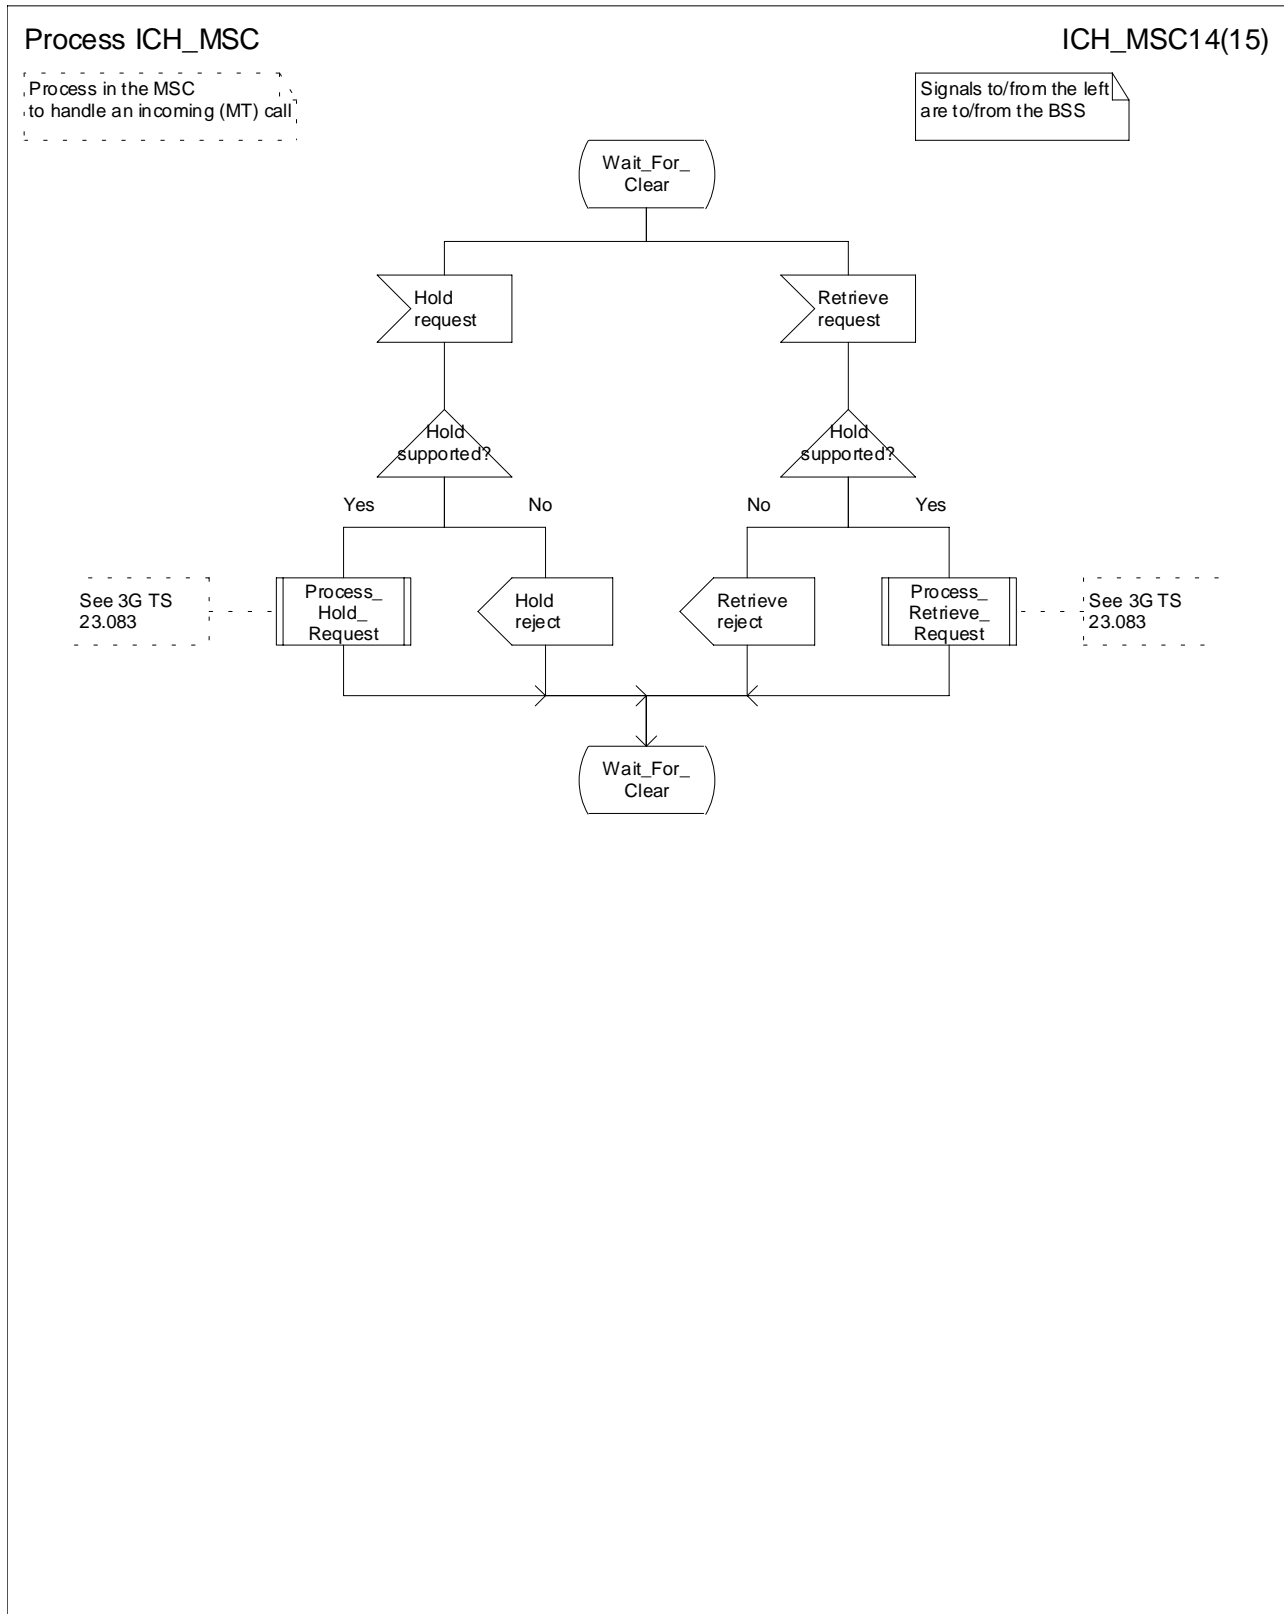 Process ICH_MSC
ICH_MSC14(15)
Process in the MSC
to handle an incoming (MT) call
Signals to/from the left
are to/from the BSS
Wait_For_
Clear
Hold
request
Retrieve
request
Hold
supported?
Hold
supported?
Yes
No
No
Yes
See 3G TS
23.083
Process_
Hold_
Request
Hold
reject
Retrieve
reject
Process_
Retrieve_
Request
See 3G TS
23.083
Wait_For_
Clear